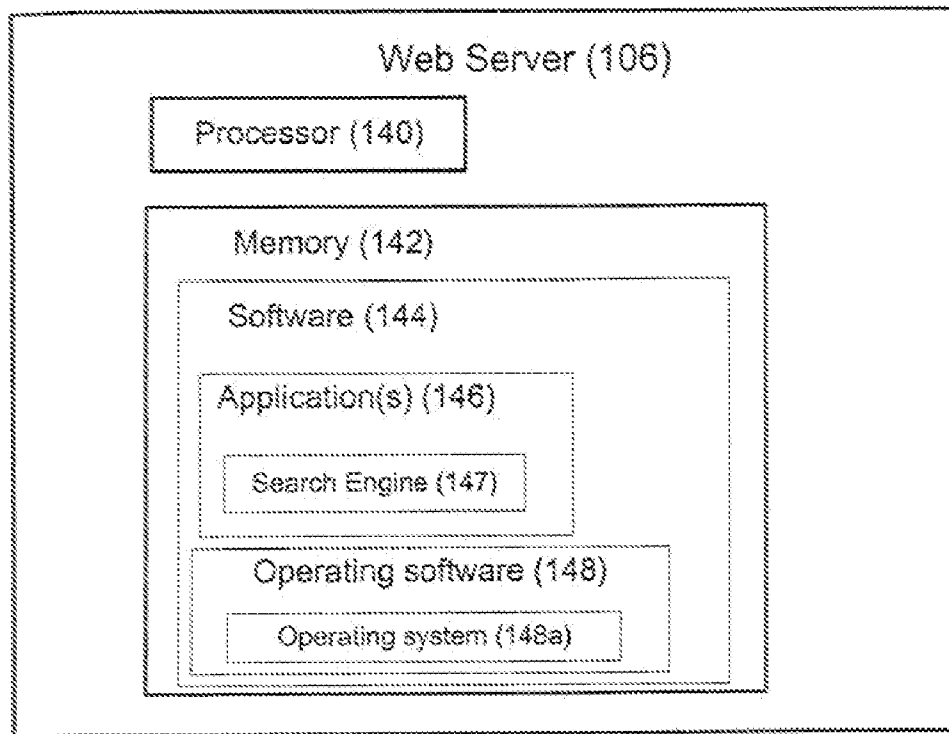 Web Server (106)
Processor (140)
Memory (142)
Software (144)
Application(s) (146)
Search Engine (147)
Operating software (148)
Operating system (148a)